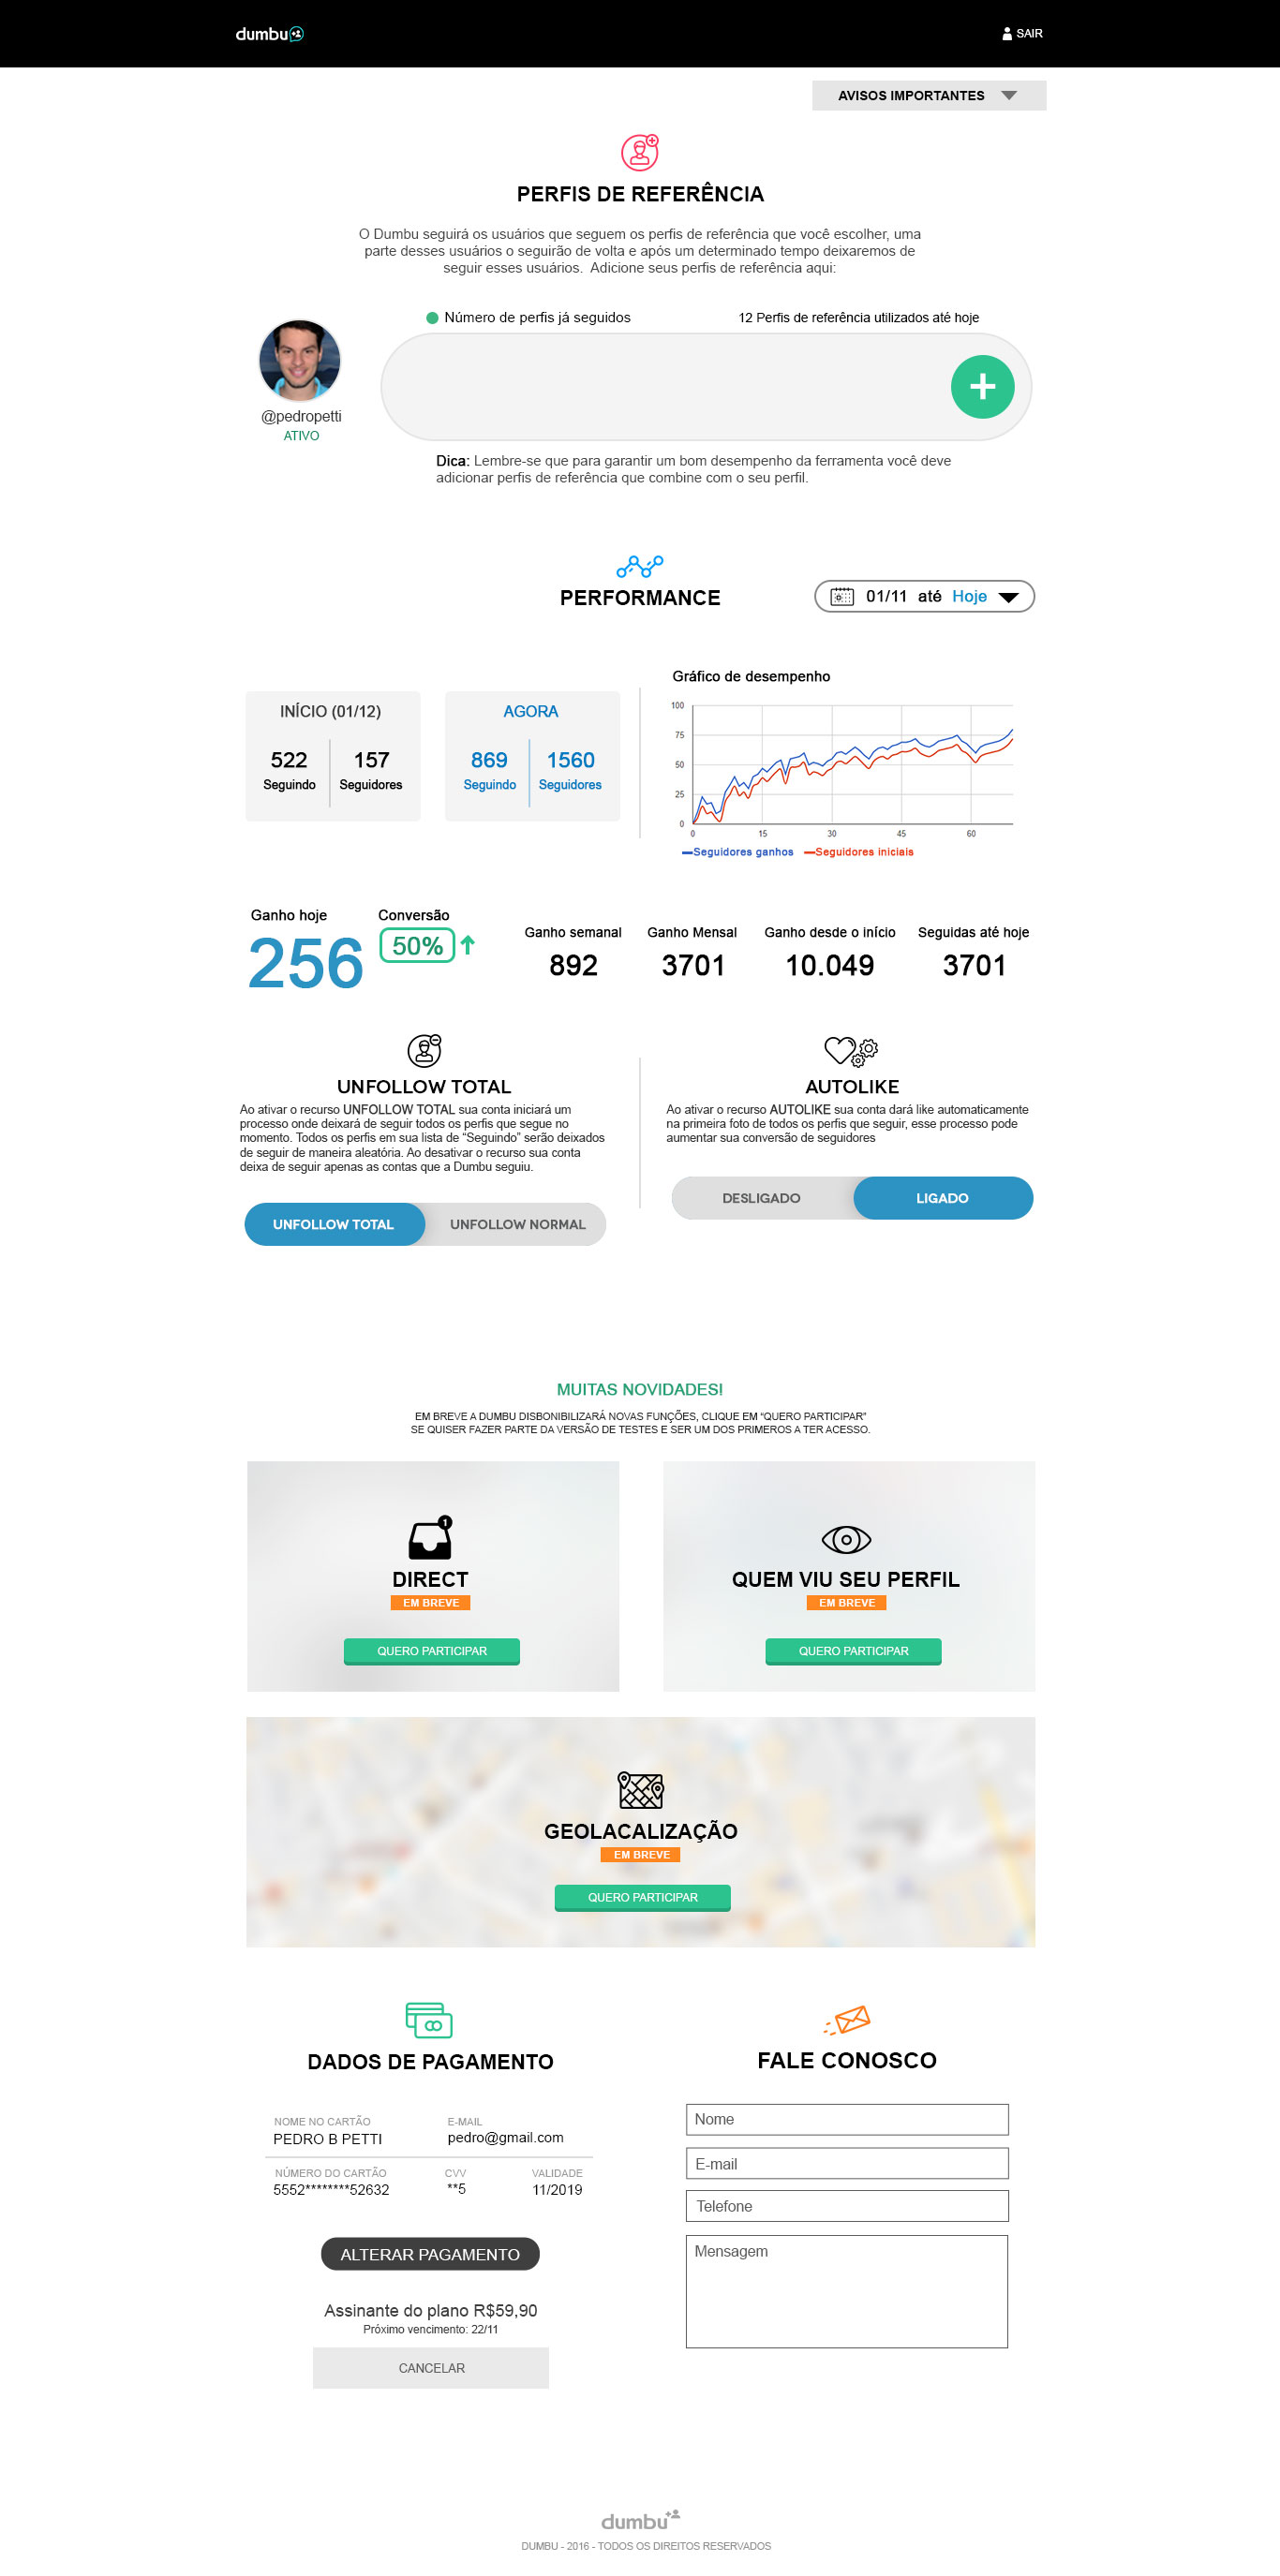 dumbu
SAIR
AVISOS IMPORTANTES
PERFIS DE REFERÊNCIA
O Dumbu seguirá os usuários que seguem os perfis de referência que você escolher, uma
parte desses usuários o seguirão de volta e após um determinado tempo deixaremos de
seguir esses usuários. Adicione seus perfis de referência aqui:
Número de perfis já seguidos
12 Perfis de referência utilizados até hoje
@pedropetti
ATIVO
Dica: Lembre-se que para garantir um bom desempenho da ferramenta você deve
adicionar perfis de referência que combine com o seu perfil.
PERFORMANCE
01/11 até Hoje
INÍCIO (01/12)
522 157
Seguindo Seguidores
AGORA
869 1560
Seguindo Seguidores
Gráfico de desempenho
100
75
50
25
0
0 15 30 45 60
Seguidores ganhos Seguidores iniciais
Ganho hoje
256
Conversão
50%
Ganho semanal
892
Ganho Mensal
3701
Ganho desde o início
10.049
Seguidas até hoje
3701
UNFOLLOW TOTAL
Ao ativar o recurso UNFOLLOW TOTAL sua conta iniciará um
processo onde deixará de seguir todos os perfis que segue no
momento. Todos os perfis em sua lista de “Seguindo” serão deixados
de seguir de maneira aleatória. Ao desativar o recurso sua conta
deixa de seguir apenas as contas que a Dumbu seguiu.
UNFOLLOW TOTAL UNFOLLOW NORMAL
AUTOLIKE
Ao ativar o recurso AUTOLIKE sua conta dará like automaticamente
na primeira foto de todos os perfis que seguir, esse processo pode
aumentar sua conversão de seguidores
DESLIGADO LIGADO
MUITAS NOVIDADES!
EM BREVE A DUMBU DISBONIBILIZARÁ NOVAS FUNÇÕES, CLIQUE EM “QUERO PARTICIPAR”
SE QUISER FAZER PARTE DA VERSÃO DE TESTES E SER UM DOS PRIMEROS A TER ACESSO.
1
DIRECT
EM BREVE
QUERO PARTICIPAR
QUEM VIU SEU PERFIL
EM BREVE
QUERO PARTICIPAR
GEOLACALIZAÇÃO
EM BREVE
QUERO PARTICIPAR
DADOS DE PAGAMENTO
NOME NO CARTÃO E-MAIL
PEDRO B PETTI pedro@gmail.com
NÚMERO DO CARTÃO CVV VALIDADE
5552********52632 **5 11/2019
ALTERAR PAGAMENTO
Assinante do plano R$59,90
Próximo vencimento: 22/11
CANCELAR
FALE CONOSCO
Nome
E-mail
Telefone
Mensagem
dumbu
DUMBU - 2016 - TODOS OS DIREITOS RESERVADOS